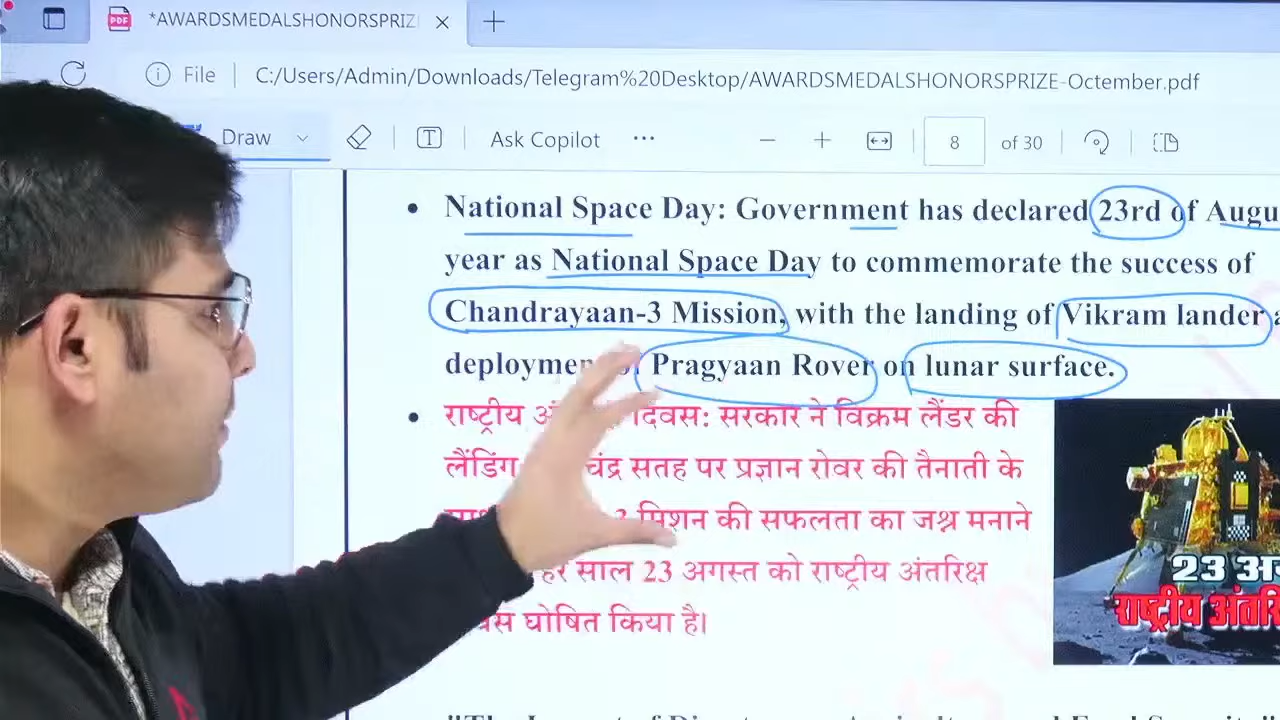 *AWARDSMEDALSHONORSPRIZ
File C:/Users/Admin/Downloads/Telegram%20Desktop/AWARDSMEDALSHONORSPRIZE-Octember.pdf
Draw Ask Copilot ... 8 of 30
• National Space Day: Government has declared 23rd of Augu
year as National Space Day to commemorate the success of
Chandrayaan-3 Mission, with the landing of Vikram lander
Pragyaan Rover on lunar surface.
• राष्ट्रीय दिवस: सरकार ने विक्रम लैंडर की
लैंडिंग चंद्र सतह पर प्रज्ञान रोवर की तैनाती के
मिशन की सफलता का जश्न मनाने
हर साल 23 अगस्त को राष्ट्रीय अंतरिक्ष
घोषित किया है।
23 अग
राष्ट्रीय अंतरि